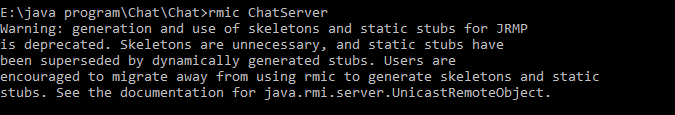 E:\java program\Chat\Chat>rmic ChatServer
Warning: generation and use of skeletons and static stubs for JRMP
is deprecated. Skeletons are unnecessary, and static stubs have
been superseded by dynamically generated stubs. Users are
encouraged to migrate away from using rmic to generate skeletons and static
stubs. See the documentation for java.rmi.server.UnicastRemoteObject.